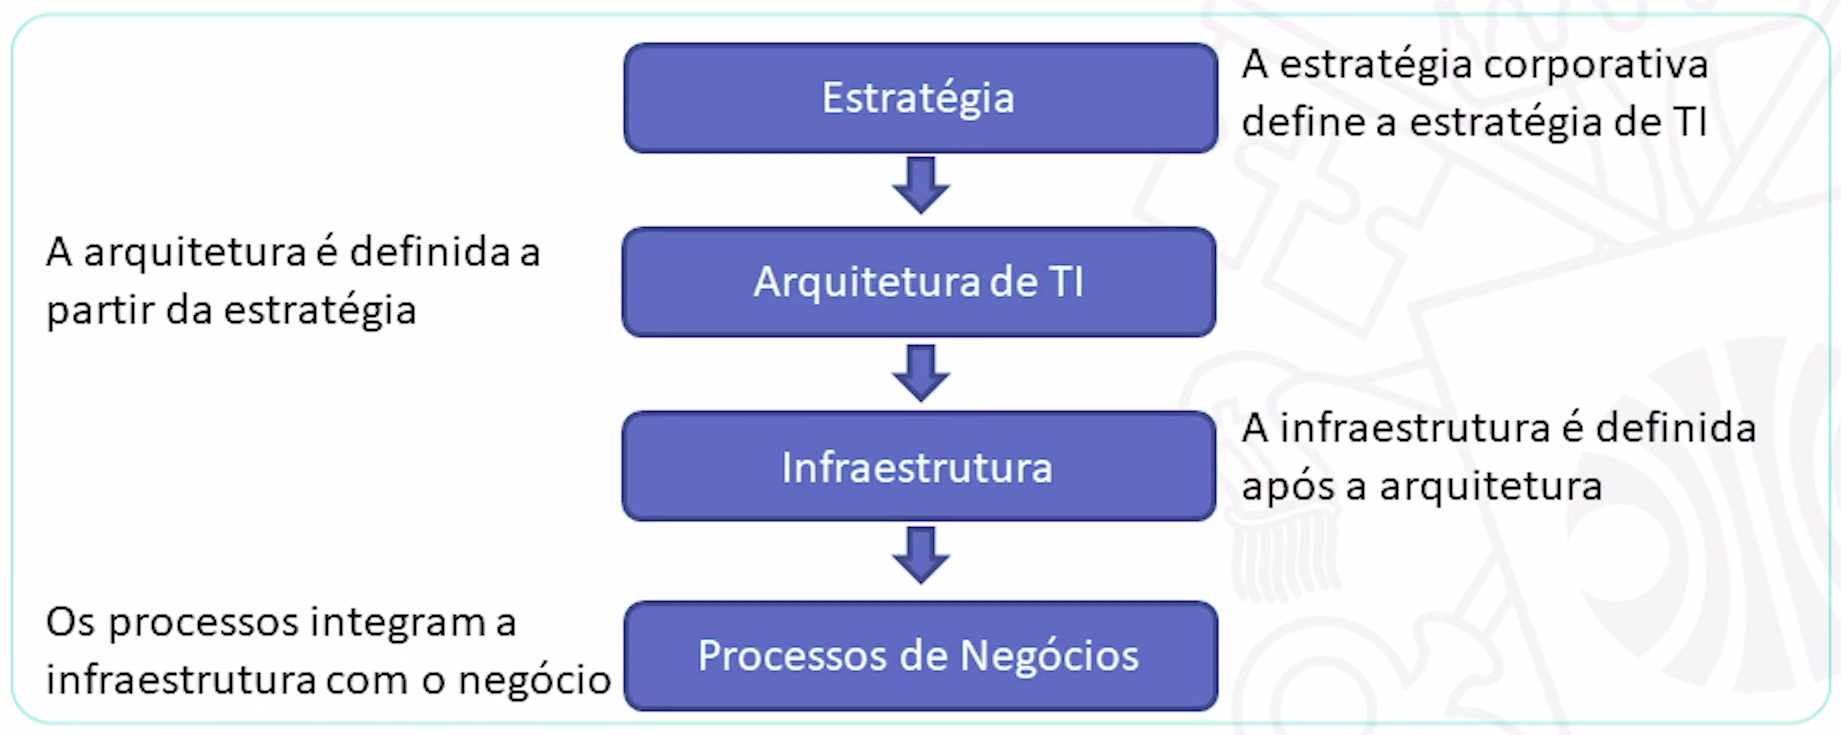 Estratégia
A estratégia corporativa
define a estratégia de TI
A arquitetura é definida a
partir da estratégia
Arquitetura de TI
Infraestrutura
A infraestrutura é definida
após a arquitetura
Os processos integram a
infraestrutura com o negócio
Processos de Negócios